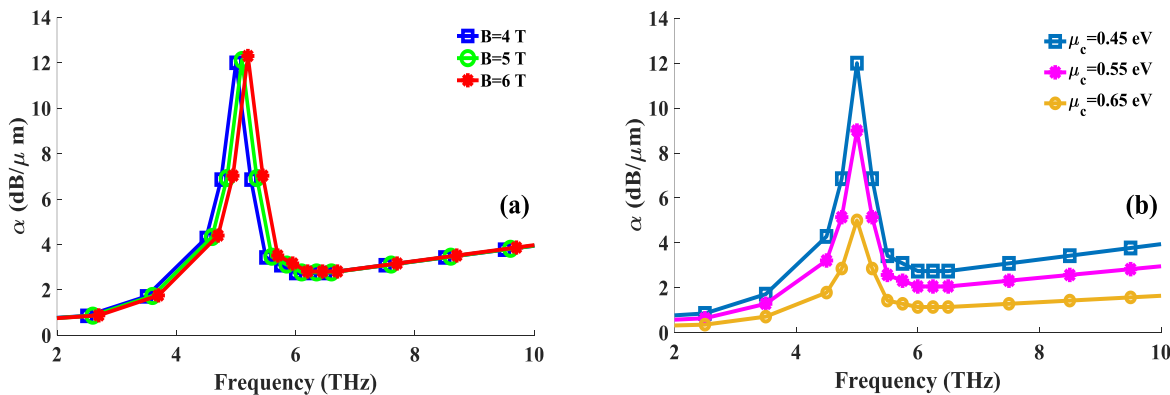 14
12
10
8
6
4
2
0
α (dB/μ m)
B=4 T
B=5 T
B=6 T
(a)
2 4 6 8 10
Frequency (THz)
14
12
10
8
6
4
2
0
α (dB/μm)
μc=0.45 eV
μc=0.55 eV
μc=0.65 eV
(b)
2 4 6 8 10
Frequency (THz)